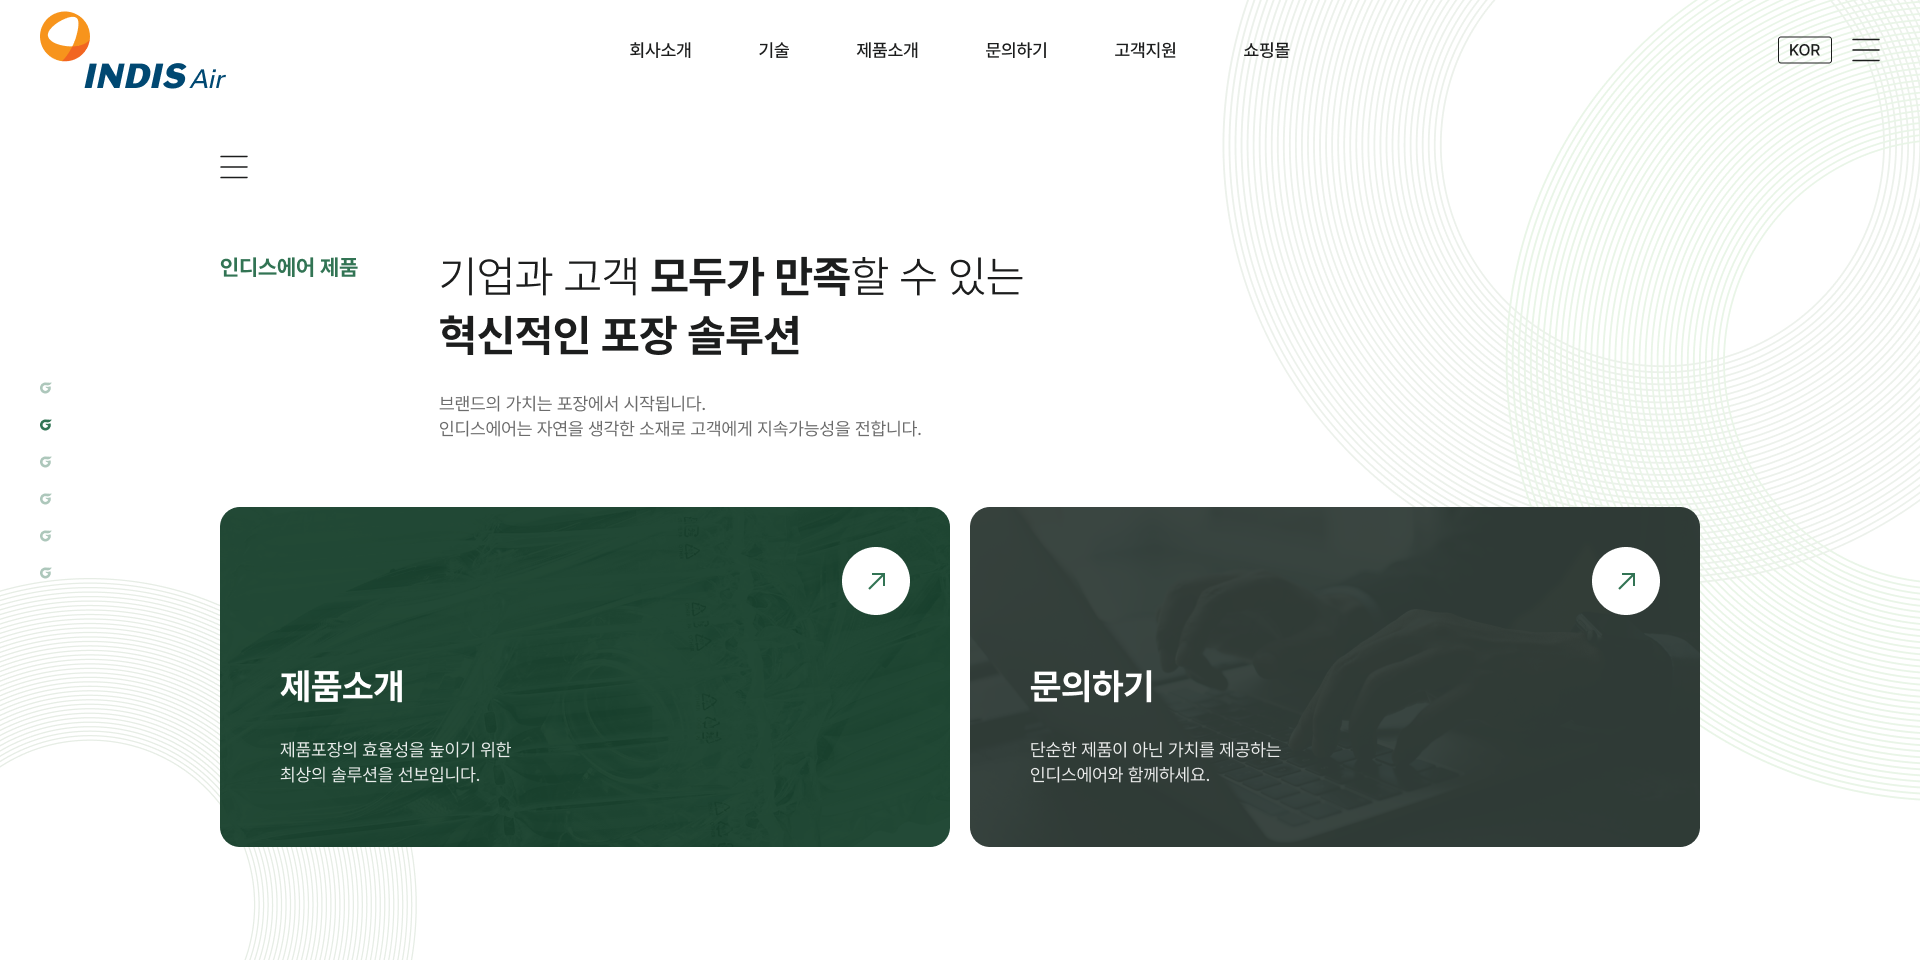 INDIS Air
회사소개
기술
제품소개
문의하기
고객지원
쇼핑몰
KOR
인디스에어 제품
기업과 고객 모두가 만족할 수 있는
혁신적인 포장 솔루션
브랜드의 가치는 포장에서 시작됩니다.
인디스에어는 자연을 생각한 소재로 고객에게 지속가능성을 전합니다.
제품소개
제품포장의 효율성을 높이기 위한
최상의 솔루션을 선보입니다.
문의하기
단순한 제품이 아닌 가치를 제공하는
인디스에어와 함께하세요.